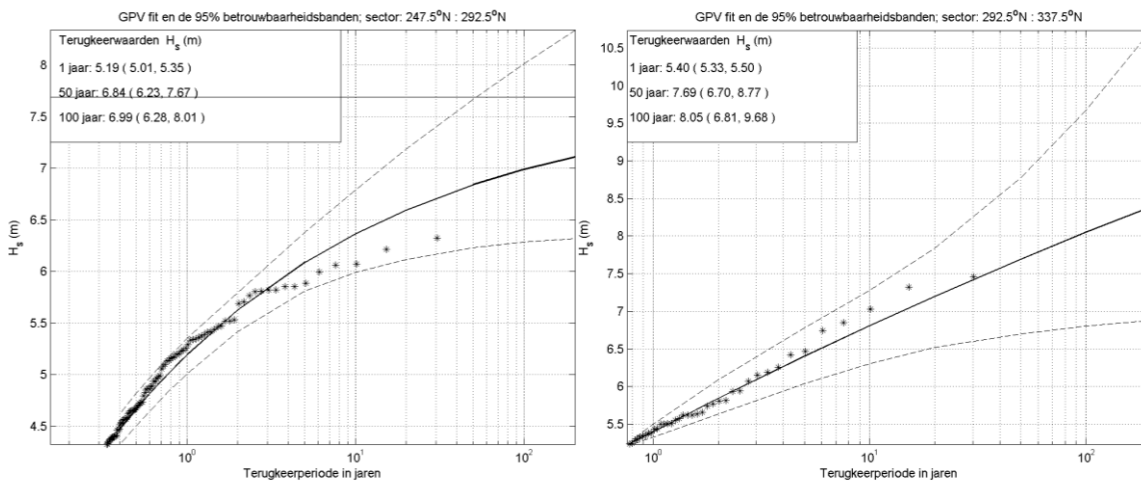 GPV fit en de 95% betrouwbaarheidsbanden; sector: 247.5°N : 292.5°N
Terugkeerwaarden Hs (m)
1 jaar: 5.19 ( 5.01, 5.35 )
50 jaar: 6.84 ( 6.23, 7.67 )
100 jaar: 6.99 ( 6.28, 8.01 )
8
7.5
7
6.5
6
5.5
5
4.5
Hs (m)
10^0
10^1
10^2
Terugkeerperiode in jaren
GPV fit en de 95% betrouwbaarheidsbanden; sector: 292.5°N : 337.5°N
Terugkeerwaarden Hs (m)
1 jaar: 5.40 ( 5.33, 5.50 )
50 jaar: 7.69 ( 6.70, 8.77 )
100 jaar: 8.05 ( 6.81, 9.68 )
10.5
10
9.5
9
8.5
8
7.5
7
6.5
6
5.5
Hs (m)
10^0
10^1
10^2
Terugkeerperiode in jaren